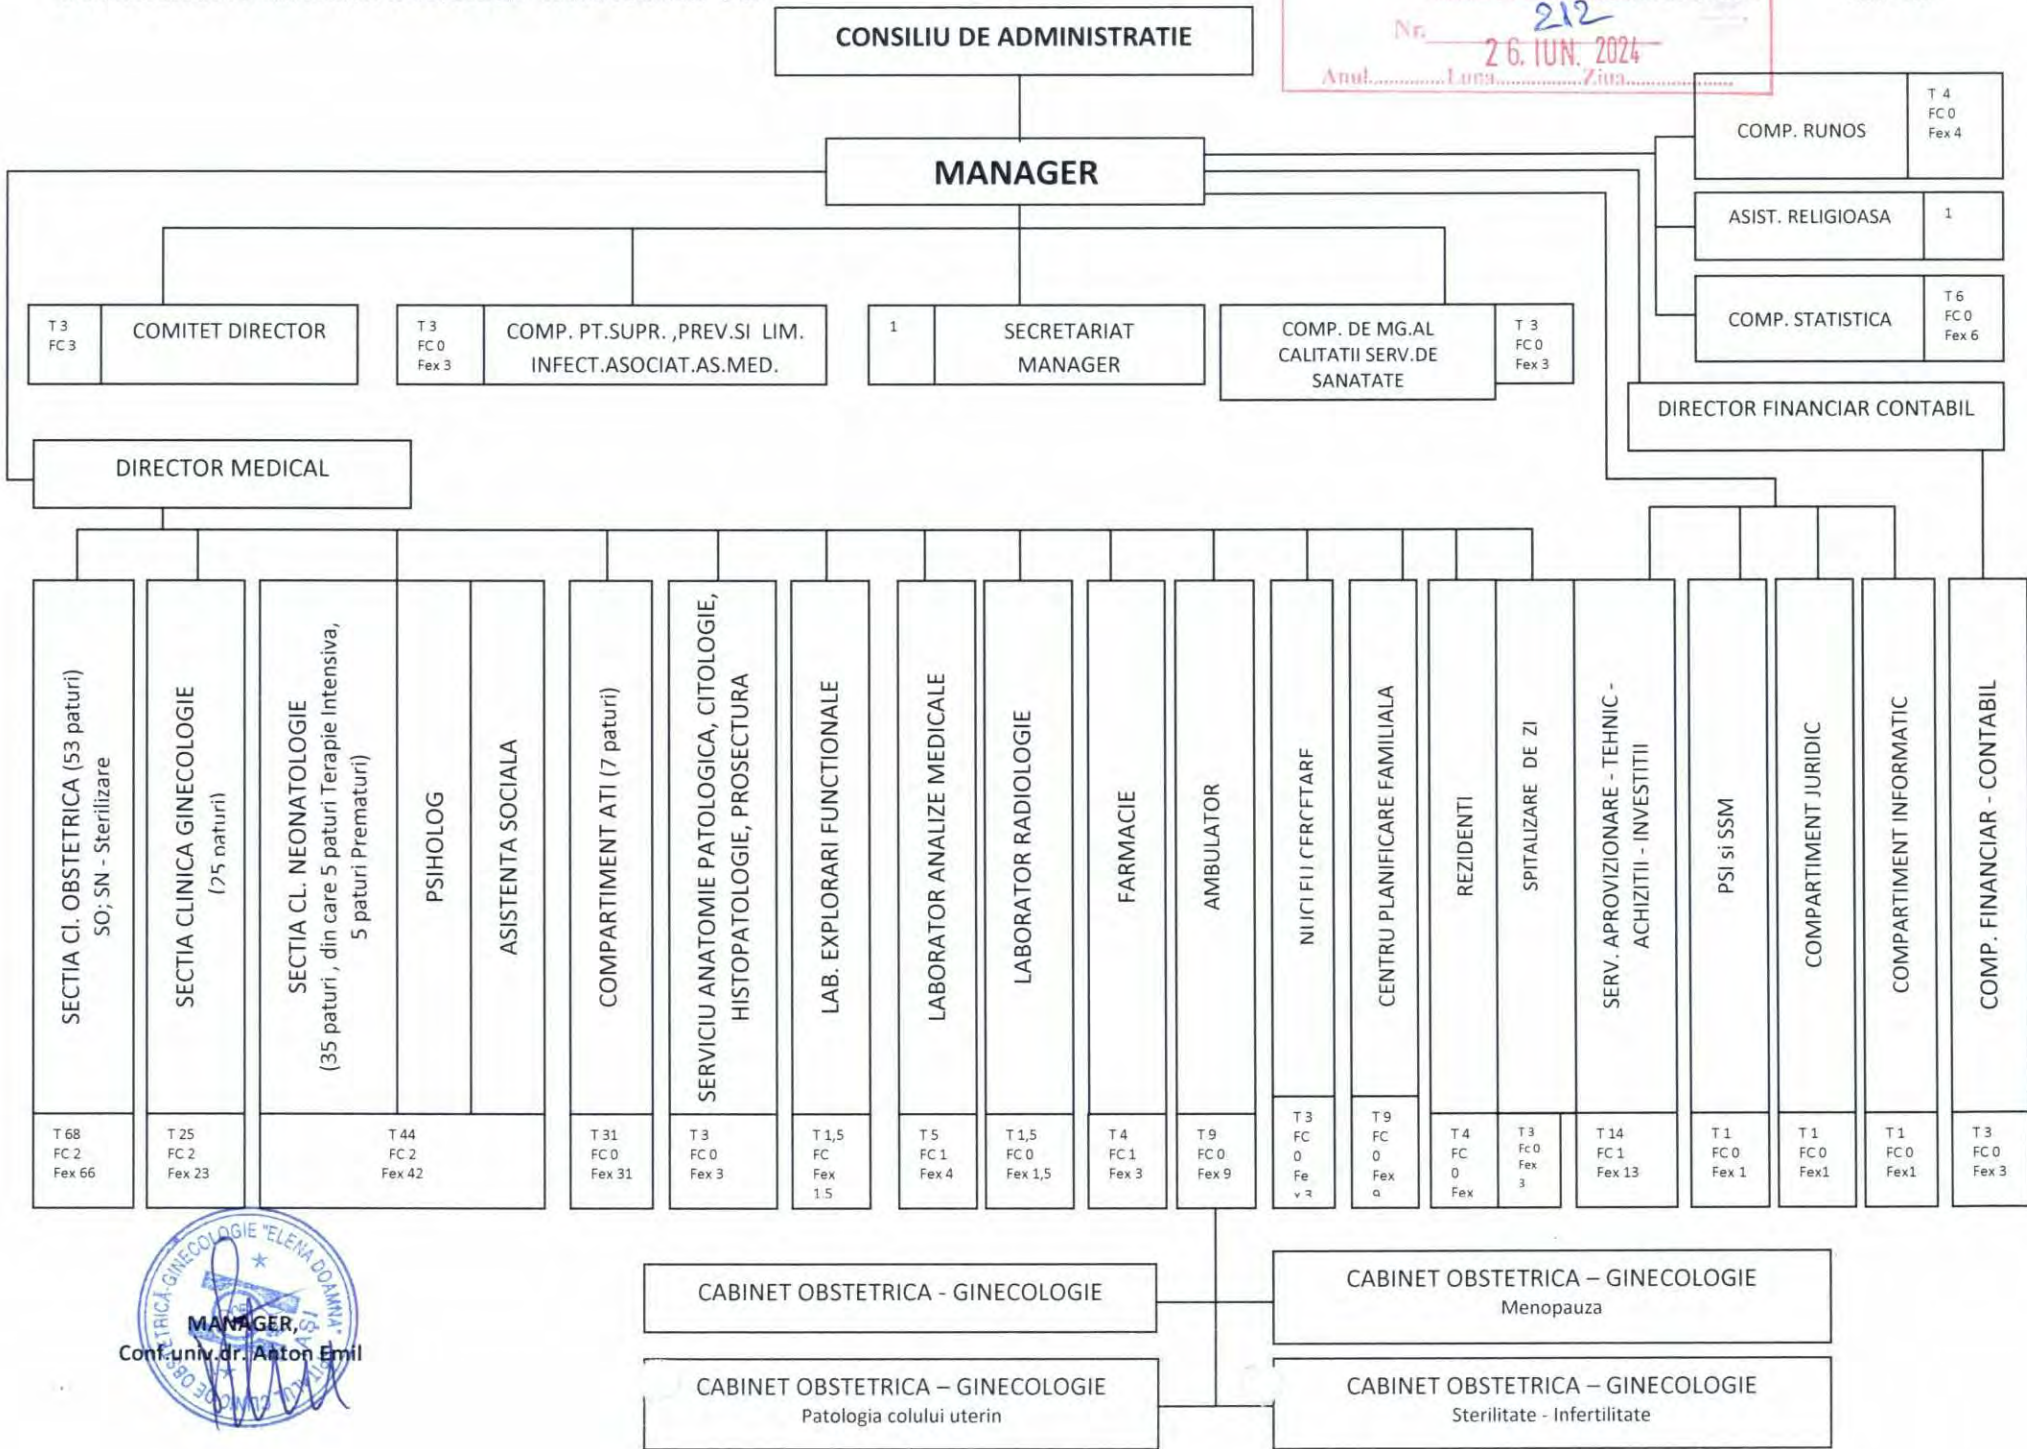 CONSILIU DE ADMINISTRATIE
Nr. 212
26. IUN. 2024
Anul............Luna...............Ziua...................
MANAGER
COMP. RUNOS
T 4
FC 0
Fex 4
ASIST. RELIGIOASA
1
COMP. STATISTICA
T 6
FC 0
Fex 6
T 3
FC 3
COMITET DIRECTOR
T 3
FC 0
Fex 3
COMP. PT.SUPR. ,PREV.SI LIM.
INFECT.ASOCIAT.AS.MED.
1
SECRETARIAT
MANAGER
COMP. DE MG.AL
CALITATII SERV.DE
SANATATE
T 3
FC 0
Fex 3
DIRECTOR FINANCIAR CONTABIL
DIRECTOR MEDICAL
SECTIA Cl. OBSTETRICA (53 paturi)
SO; SN - Sterilizare
T 68
FC 2
Fex 66
SECTIA CLINICA GINECOLOGIE
T 25
FC 2
Fex 23
SECTIA CL. NEONATOLOGIE
(35 paturi, din care 5 paturi Terapie Intensiva,
5 paturi Prematuri)
PSIHOLOG
ASISTENTA SOCIALA
T 44
FC 2
Fex 42
COMPARTIMENT ATI (7 paturi)
T 31
FC 0
Fex 31
SERVICIU ANATOMIE PATOLOGICA, CITOLOGIE,
HISTOPATOLOGIE, PROSECTURA
T 3
FC 0
Fex 3
LAB. EXPLORARI FUNCTIONALE
T 1,5
FC
Fex
1.5
LABORATOR ANALIZE MEDICALE
T 5
FC 1
Fex 4
LABORATOR RADIOLOGIE
T 1,5
FC 0
Fex 1,5
FARMACIE
T 4
FC 1
Fex 3
AMBULATOR
T 9
FC 0
Fex 9
T 3
FC
0
Fe
x 3
CENTRU PLANIFICARE FAMILIALA
T 9
FC
0
Fex
9
REZIDENTI
T 4
FC
0
Fex
SPITALIZARE DE ZI
T 3
Fc 0
Fex
3
SERV. APROVIZIONARE - TEHNIC -
ACHIZITII - INVESTITII
T 14
FC 1
Fex 13
PSI si SSM
T 1
FC 0
Fex 1
COMPARTIMENT JURIDIC
T 1
FC 0
Fex1
COMPARTIMENT INFORMATIC
T 1
FC 0
Fex1
COMP. FINANCIAR - CONTABIL
T 3
FC 0
Fex 3
CABINET OBSTETRICA - GINECOLOGIE
CABINET OBSTETRICA – GINECOLOGIE
Menopauza
CABINET OBSTETRICA – GINECOLOGIE
Patologia colului uterin
CABINET OBSTETRICA – GINECOLOGIE
Sterilitate - Infertilitate
SPITALUL CLINIC DE OBSTETRICĂ-GINECOLOGIE "ELENA DOAMNA"
IAȘI
MANAGER,
Conf.univ.dr. Anton Emil